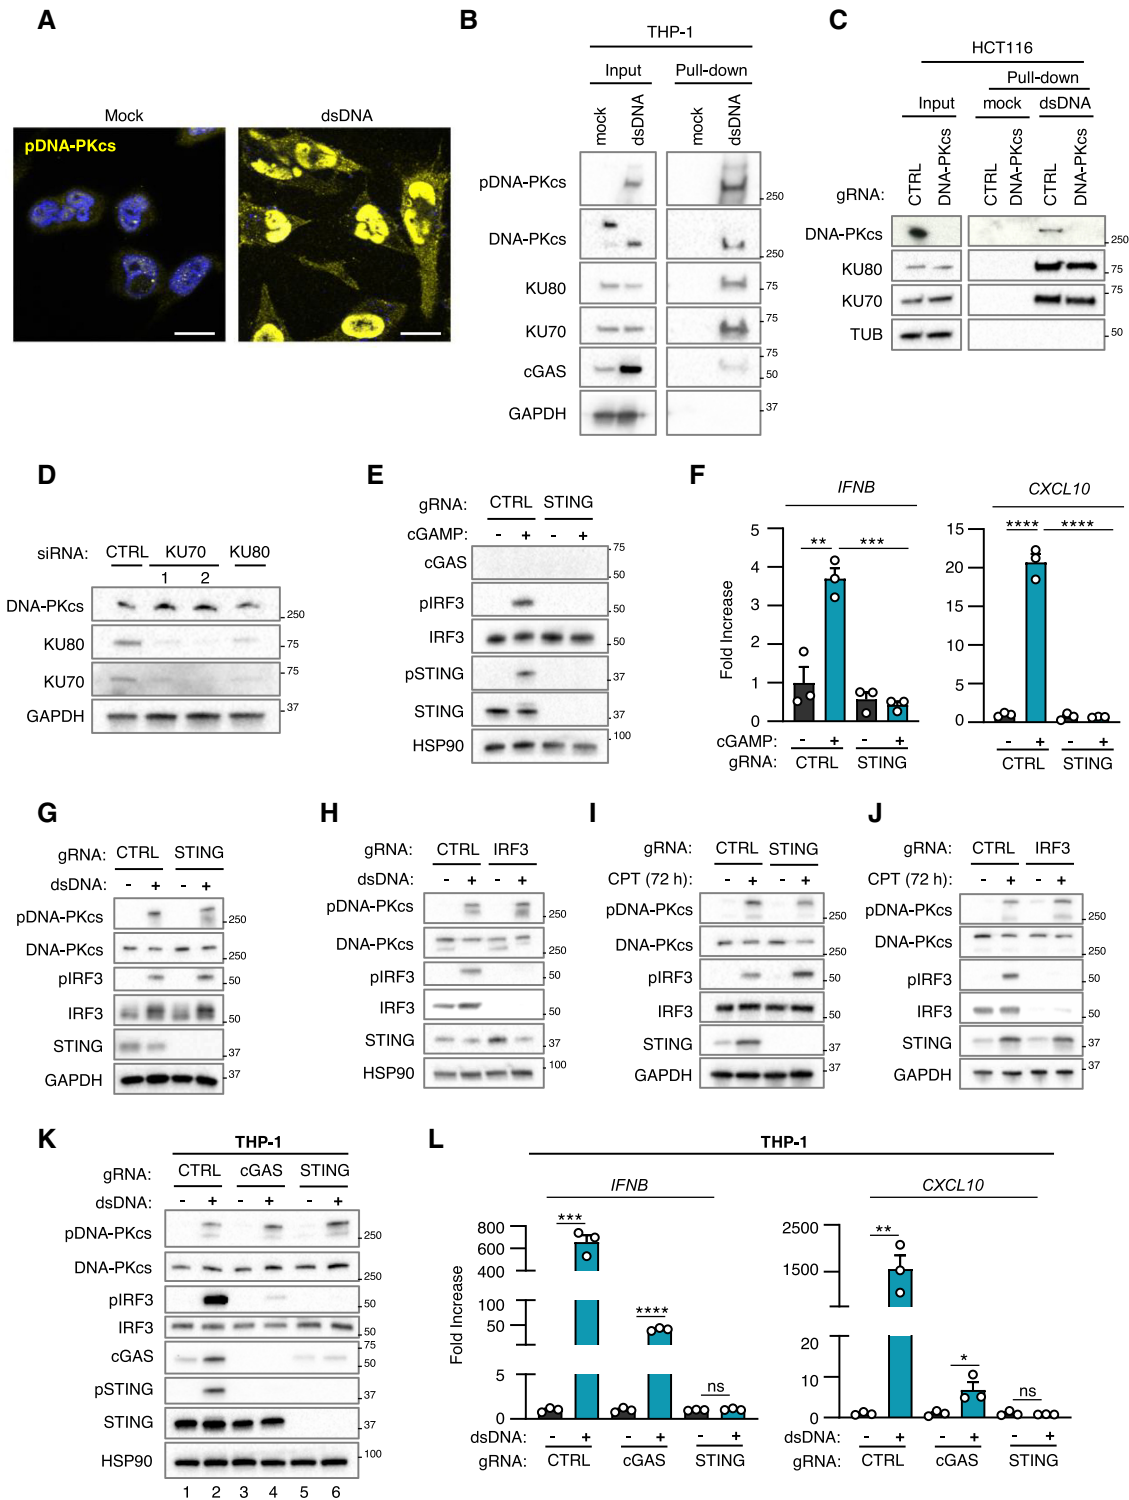 A
Mock
dsDNA
pDNA-PKcs
B
THP-1
Input
Pull-down
mock
dsDNA
mock
dsDNA
pDNA-PKcs
250
DNA-PKcs
250
KU80
75
KU70
75
cGAS
75
50
GAPDH
37
C
HCT116
Pull-down
Input
mock
dsDNA
gRNA:
CTRL
DNA-PKcs
CTRL
DNA-PKcs
CTRL
DNA-PKcs
DNA-PKcs
250
KU80
75
KU70
75
TUB
50
D
siRNA:
CTRL
KU70
KU80
1
2
DNA-PKcs
250
KU80
75
KU70
75
GAPDH
37
E
gRNA:
CTRL
STING
cGAMP:
- + - +
cGAS
75
50
pIRF3
50
IRF3
50
pSTING
37
STING
37
HSP90
100
F
IFNB
Fold Increase
5
4
3
2
1
0
**
***
cGAMP:
- + - +
gRNA:
CTRL
STING
CXCL10
15
20
15
10
5
0
****
****
- + - +
CTRL
STING
G
gRNA:
CTRL
STING
dsDNA:
- + - +
pDNA-PKcs
250
DNA-PKcs
pIRF3
50
IRF3
50
STING
37
GAPDH
37
H
gRNA:
CTRL
IRF3
dsDNA:
- + - +
pDNA-PKcs
250
DNA-PKcs
250
pIRF3
50
IRF3
STING
37
HSP90
100
I
gRNA:
CTRL
STING
CPT (72 h):
- + - +
pDNA-PKcs
250
DNA-PKcs
pIRF3
50
IRF3
50
STING
37
GAPDH
37
J
gRNA:
CTRL
IRF3
CPT (72 h):
- + - +
pDNA-PKcs
250
DNA-PKcs
250
pIRF3
50
IRF3
50
STING
37
GAPDH
37
K
THP-1
gRNA:
CTRL
cGAS
STING
dsDNA:
- + - + - +
pDNA-PKcs
250
DNA-PKcs
250
pIRF3
50
IRF3
cGAS
75
50
pSTING
37
STING
37
HSP90
100
1 2 3 4 5 6
L
THP-1
IFNB
Fold Increase
800
600
400
100
50
5
0
***
****
ns
dsDNA:
- + - + - +
gRNA:
CTRL
cGAS
STING
CXCL10
2500
1500
20
10
0
**
*
ns
dsDNA:
- + - + - +
gRNA:
CTRL
cGAS
STING